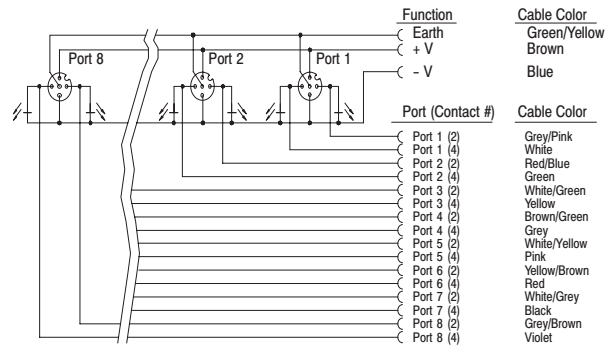 Function Cable Color
Earth Green/Yellow
+ V Brown
Port 8 Port 2 Port 1
– V Blue
Port (Contact #) Cable Color
Port 1 (2) Grey/Pink
Port 1 (4) White
Port 2 (2) Red/Blue
Port 2 (4) Green
Port 3 (2) White/Green
Port 3 (4) Yellow
Port 4 (2) Brown/Green
Port 4 (4) Grey
Port 5 (2) White/Yellow
Port 5 (4) Pink
Port 6 (2) Yellow/Brown
Port 6 (4) Red
Port 7 (2) White/Grey
Port 7 (4) Black
Port 8 (2) Grey/Brown
Port 8 (4) Violet